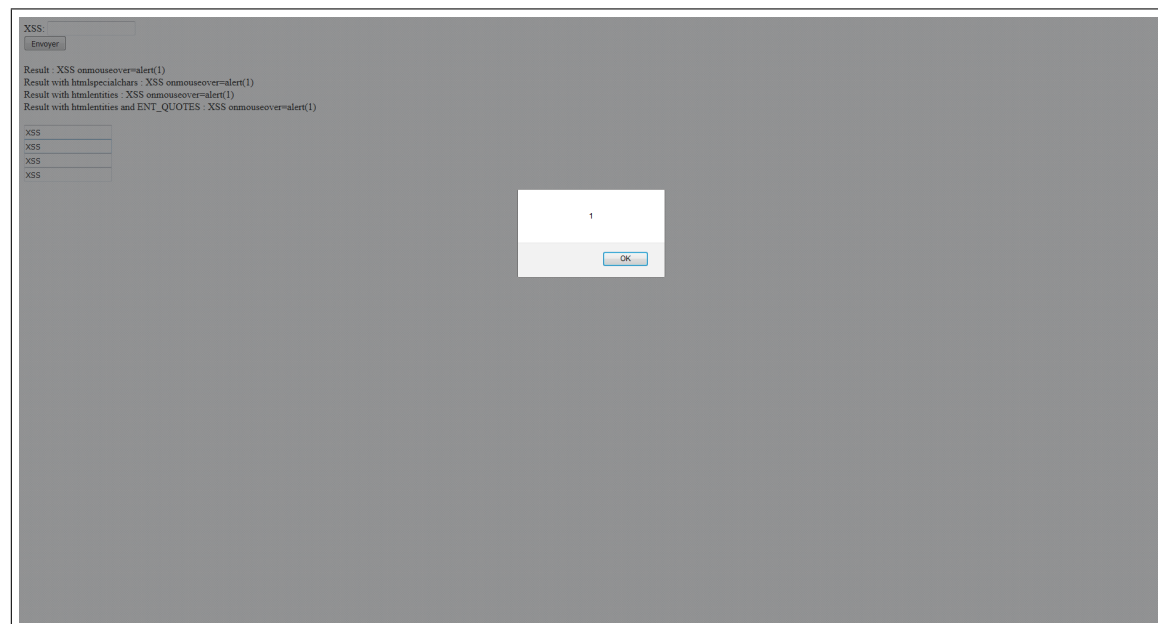 XSS:
Envoyer
Result : XSS onmouseover=alert(1)
Result with htmlspecialchars : XSS onmouseover=alert(1)
Result with htmlentities : XSS onmouseover=alert(1)
Result with htmlentities and ENT_QUOTES : XSS onmouseover=alert(1)
XSS
XSS
XSS
XSS
1
OK